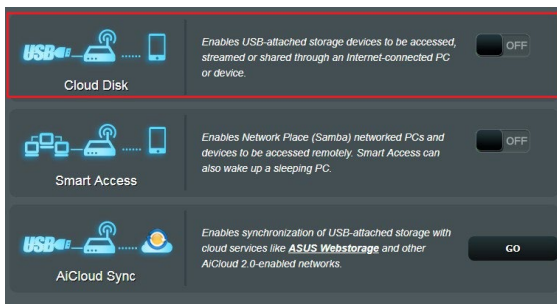 USB
Cloud Disk
Enables USB-attached storage devices to be accessed,
streamed or shared through an Internet-connected PC
or device.
OFF
Smart Access
Enables Network Place (Samba) networked PCs and
devices to be accessed remotely. Smart Access can
also wake up a sleeping PC.
OFF
USB
AiCloud Sync
Enables synchronization of USB-attached storage with
cloud services like ASUS Webstorage and other
AiCloud 2.0-enabled networks.
GO